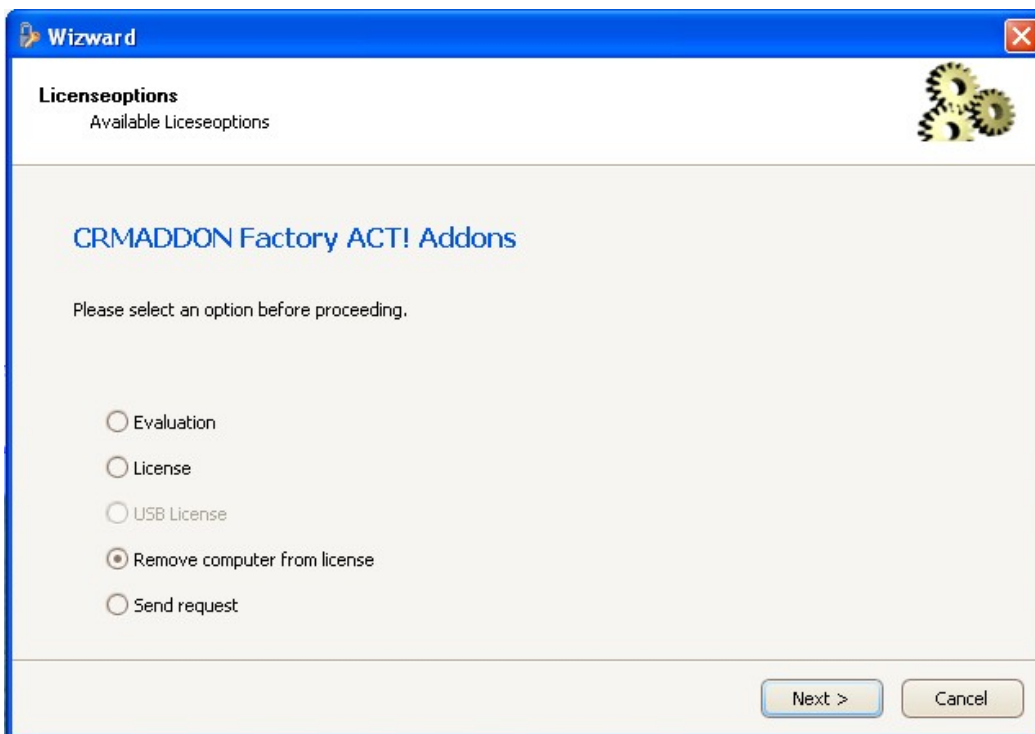 Wizward
Licenseoptions
Available Liceseoptions
CRMADDON Factory ACT! Addons
Please select an option before proceeding.
Evaluation
License
USB License
Remove computer from license
Send request
Next >
Cancel